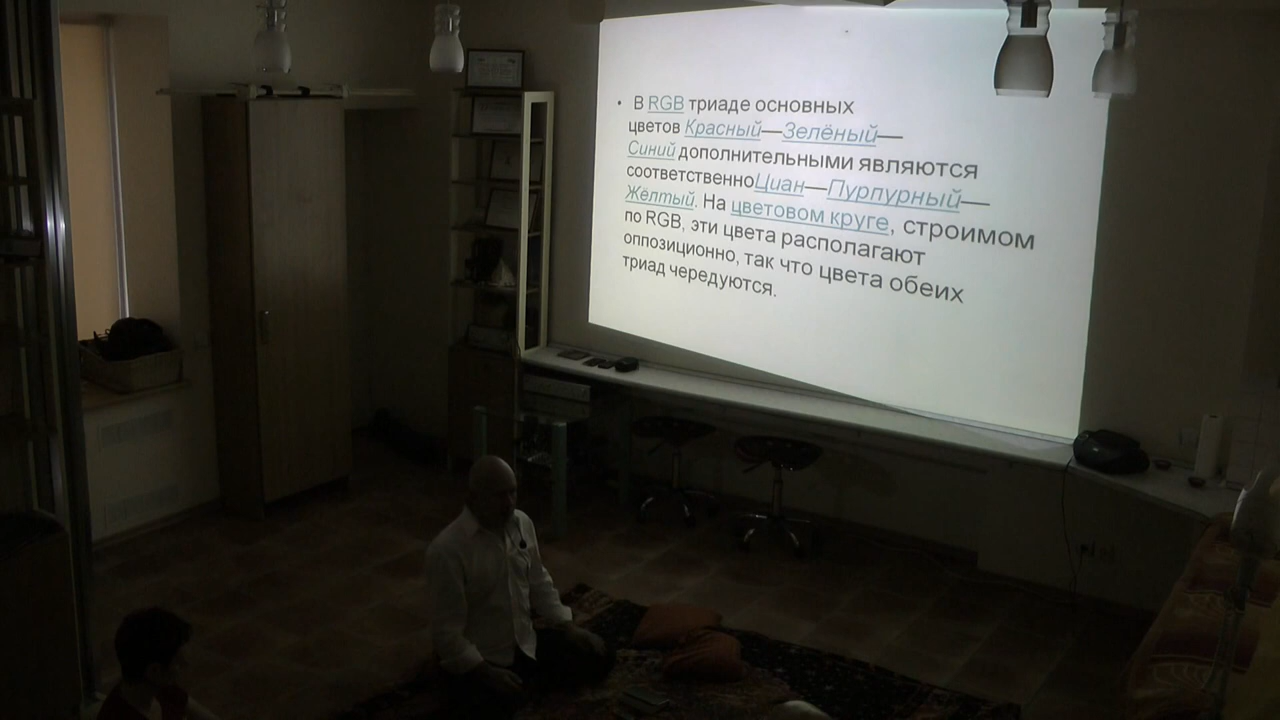 • В RGB триаде основных
цветов Красный—Зелёный—
Синий дополнительными являются
соответственноЦиан—Пурпурный—
Жёлтый. На цветовом круге, строимом
по RGB, эти цвета располагают
оппозиционно, так что цвета обеих
триад чередуются.